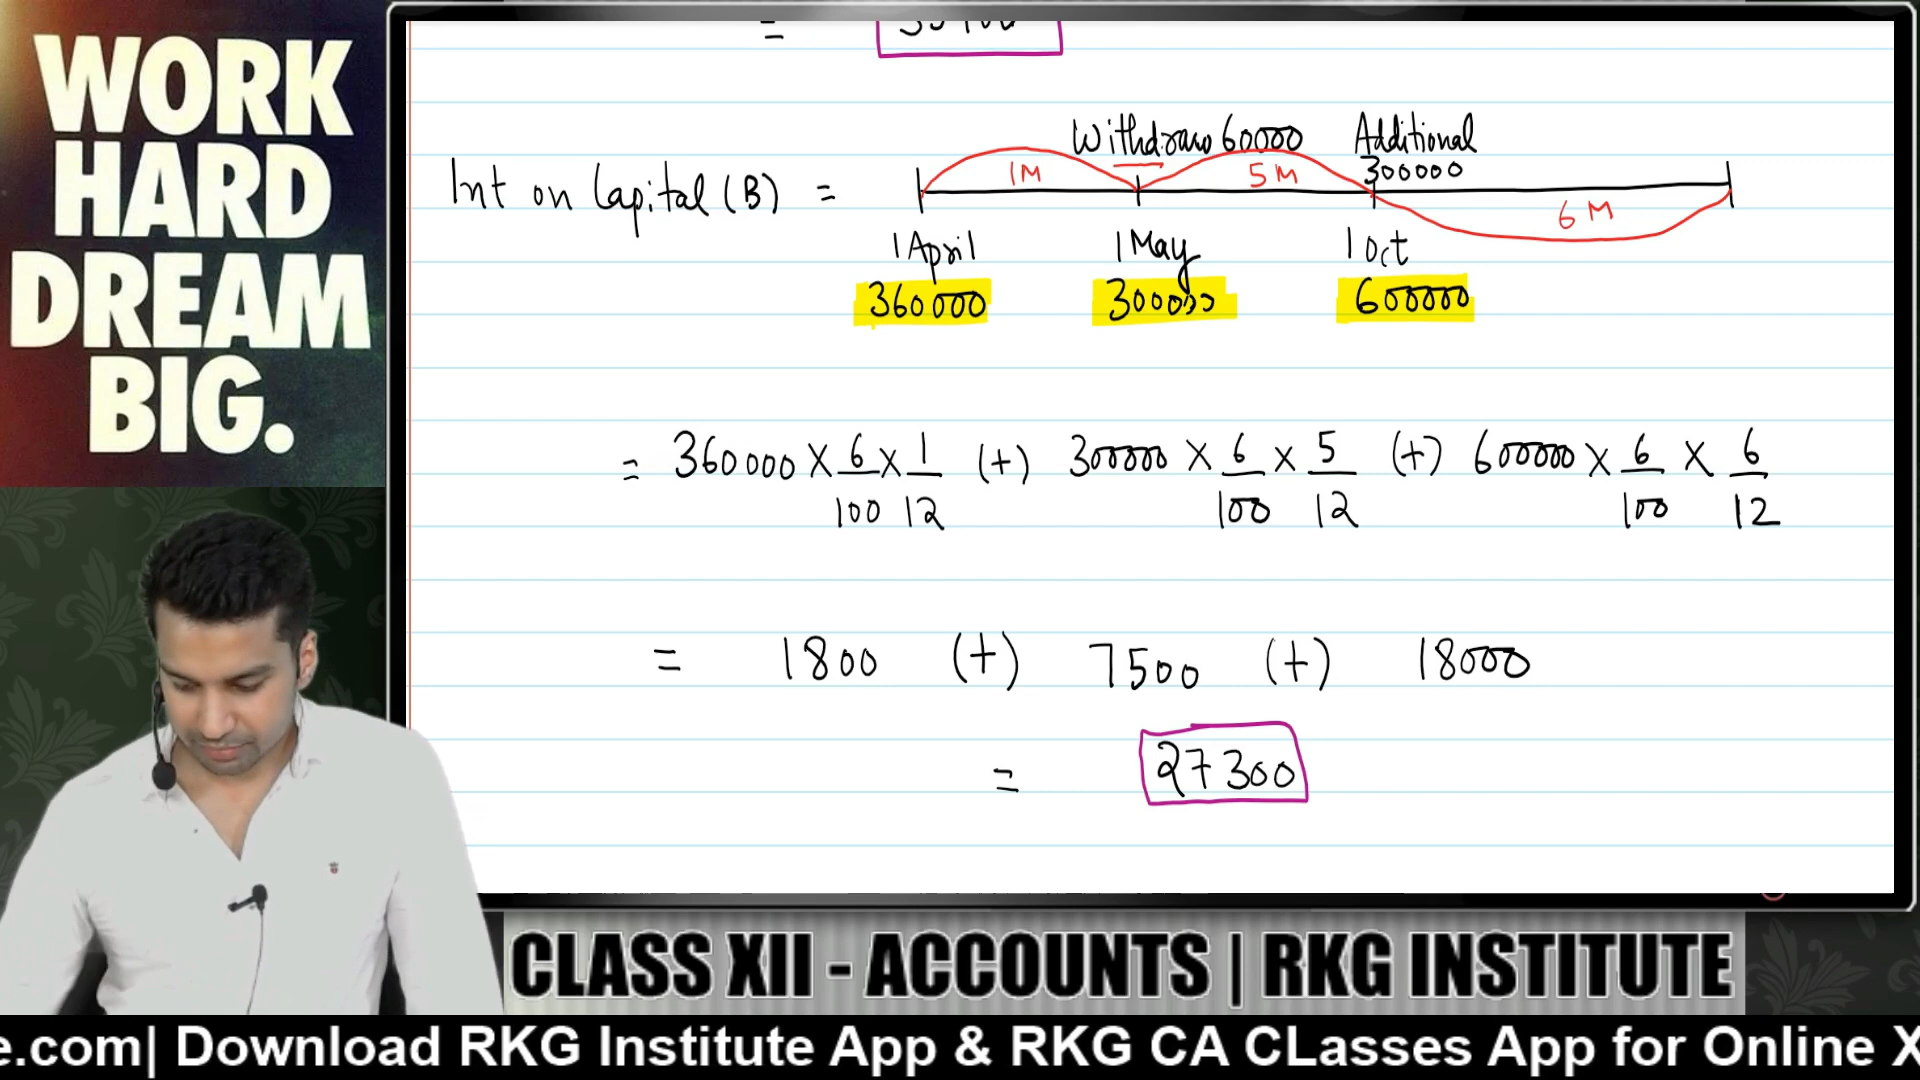 WORK
HARD
DREAM
BIG.
=
Withdraw 60000 Additional
300000
Int on Capital (B) =
1M 5M 6M
1 April 1 May 1 Oct
360000 300000 600000
= 360000 × 6/100 × 1/12 (+) 300000 × 6/100 × 5/12 (+) 600000 × 6/100 × 6/12
= 1800 (+) 7500 (+) 18000
= 27300
CLASS XII - ACCOUNTS | RKG INSTITUTE
e.com| Download RKG Institute App & RKG CA CLasses App for Online X